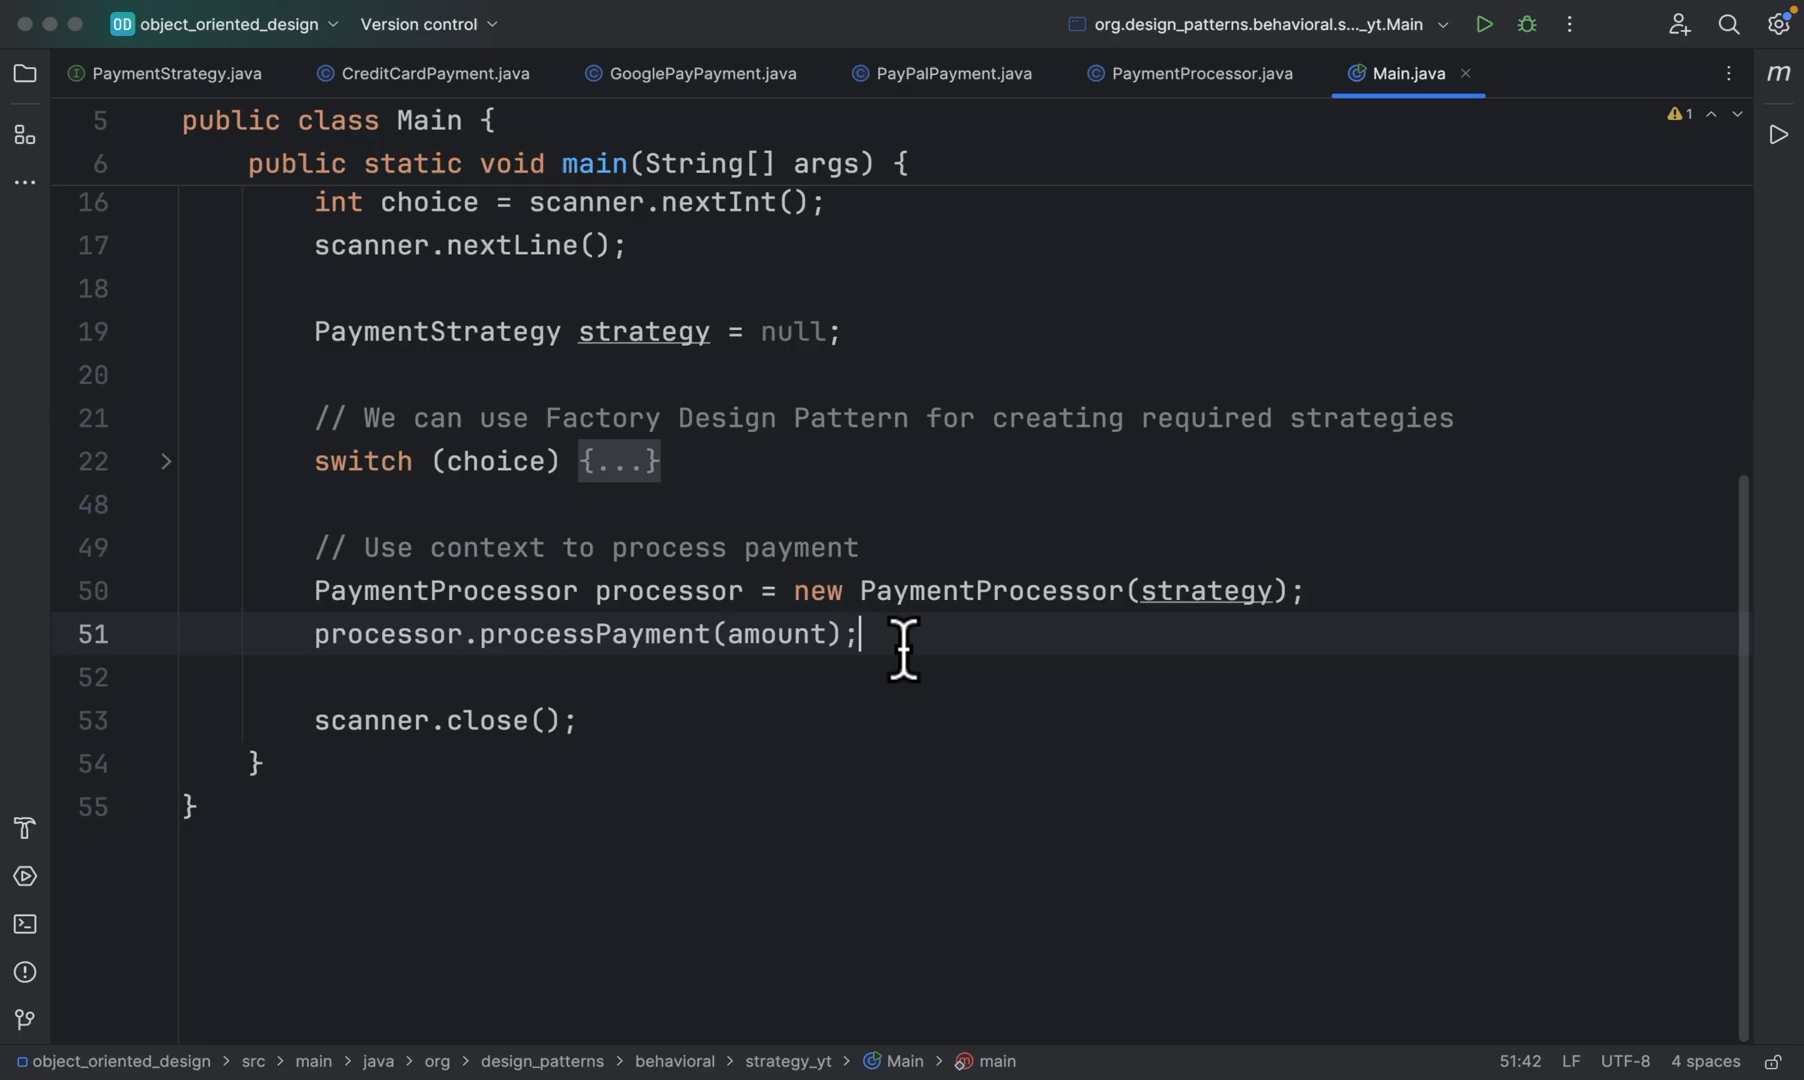 OD object_oriented_design Version control org.design_patterns.behavioral.s..._yt.Main
PaymentStrategy.java CreditCardPayment.java GooglePayPayment.java PayPalPayment.java PaymentProcessor.java Main.java m
5 public class Main { 1
6 public static void main(String[] args) {
16 int choice = scanner.nextInt();
17 scanner.nextLine();
18
19 PaymentStrategy strategy = null;
20
21 // We can use Factory Design Pattern for creating required strategies
22 switch (choice) {...}
48
49 // Use context to process payment
50 PaymentProcessor processor = new PaymentProcessor(strategy);
51 processor.processPayment(amount);
52
53 scanner.close();
54 }
55 }
object_oriented_design > src > main > java > org > design_patterns > behavioral > strategy_yt > Main > main 51:42 LF UTF-8 4 spaces